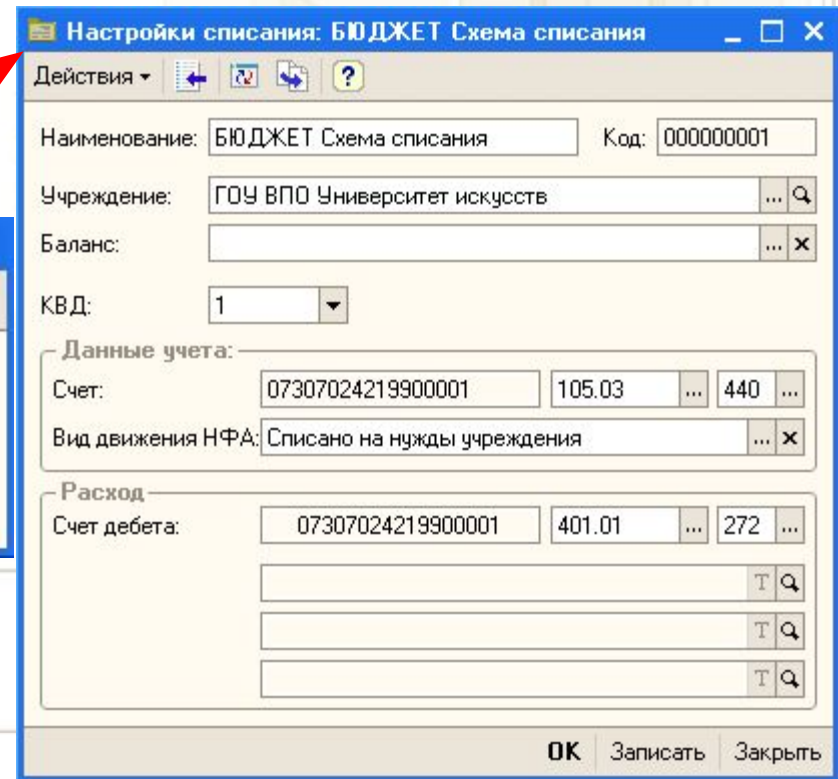 Настройки списания: БЮДЖЕТ Схема списания
Действия
Наименование: БЮДЖЕТ Схема списания Код: 000000001
Учреждение: ГОУ ВПО Университет искусств ...
Баланс: ... x
КВД: 1
Данные учета:
Счет: 07307024219900001 105.03 ... 440 ...
Вид движения НФА: Списано на нужды учреждения ... x
Расход
Счет дебета: 07307024219900001 401.01 ... 272 ...
T
T
T
OK Записать Закрыть